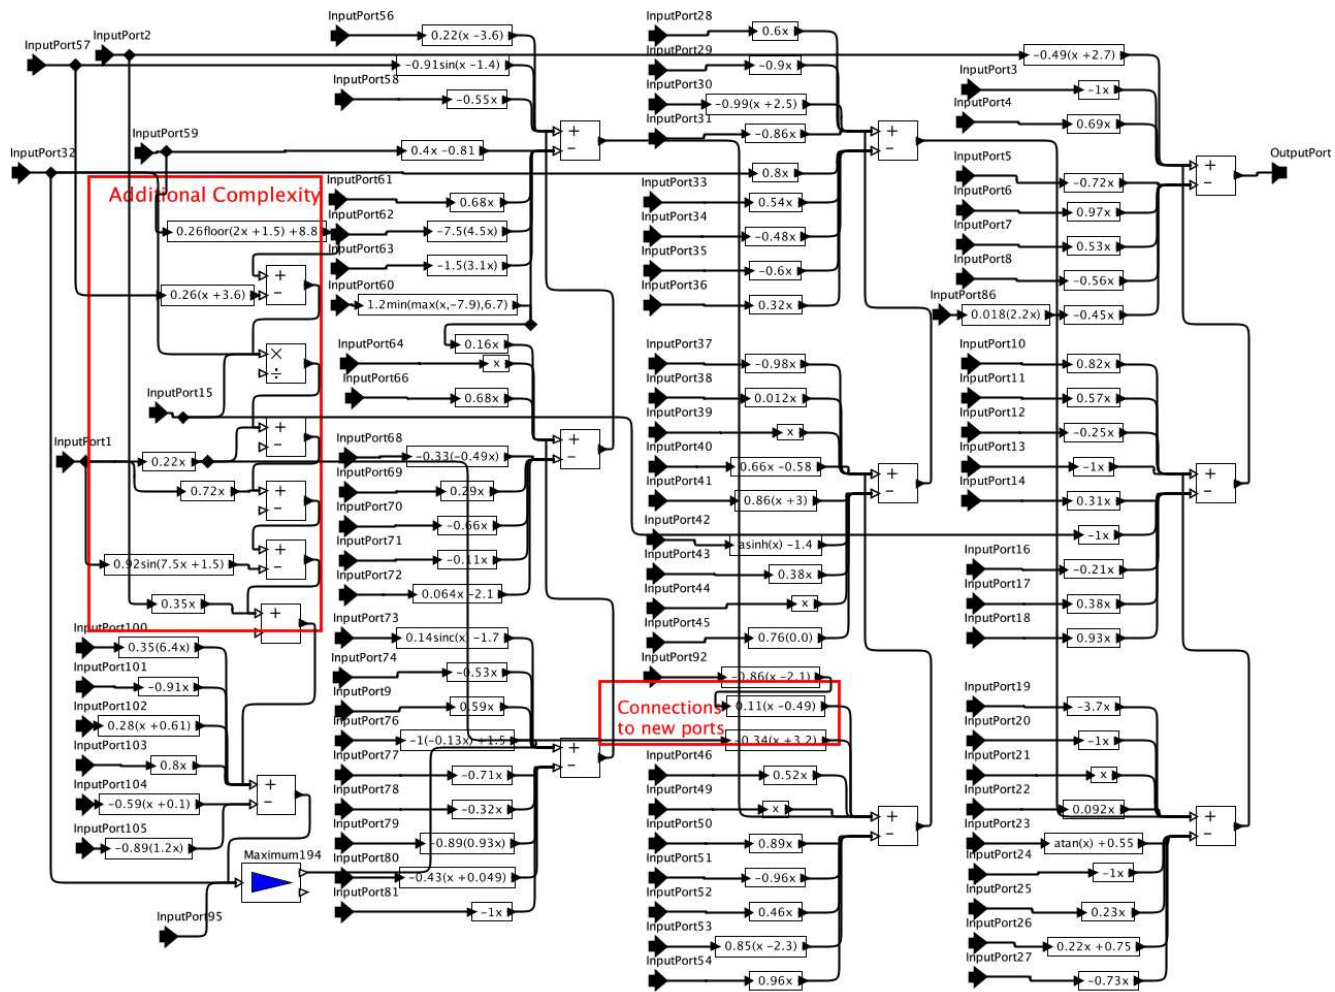 InputPort56
InputPort28
InputPort57
InputPort2
0.22(x −3.6)
0.6x
InputPort29
−0.49(x +2.7)
−0.91sin(x −1.4)
−0.9x
InputPort3
InputPort58
InputPort30
−1x
−0.55x
−0.99(x +2.5)
InputPort4
InputPort31
0.69x
InputPort59
−0.86x
+
−
+
−
InputPort32
0.4x −0.81
InputPort5
OutputPort
0.8x
+
−
InputPort61
InputPort33
−0.72x
Additional Complexity
InputPort6
0.68x
0.54x
0.97x
InputPort62
InputPort34
InputPort7
0.26floor(2x +1.5) +8.8
−7.5(4.5x)
−0.48x
0.53x
InputPort63
InputPort35
InputPort8
+
−
−1.5(3.1x)
−0.6x
−0.56x
InputPort60
InputPort36
InputPort86
0.26(x +3.6)
1.2min(max(x,−7.9),6.7)
0.32x
0.018(2.2x)
−0.45x
InputPort64
0.16x
InputPort37
InputPort10
×
÷
x
−0.98x
0.82x
InputPort66
InputPort38
InputPort11
InputPort15
0.68x
0.012x
0.57x
InputPort39
InputPort12
+
−
InputPort1
InputPort68
x
−0.25x
+
−
InputPort40
InputPort13
0.22x
−0.33(−0.49x)
0.66x −0.58
−1x
InputPort69
InputPort41
+
−
InputPort14
+
−
0.72x
0.29x
0.86(x +3)
0.31x
+
−
InputPort70
InputPort42
−0.66x
−1x
InputPort71
asinh(x) −1.4
InputPort43
InputPort16
+
−
0.92sin(7.5x +1.5)
−0.11x
0.38x
−0.21x
InputPort72
InputPort44
InputPort17
0.35x
0.064x −2.1
x
0.38x
+
InputPort73
InputPort45
InputPort18
InputPort100
0.14sinc(x) −1.7
0.76(0.0)
0.93x
0.35(6.4x)
InputPort74
InputPort92
InputPort101
−0.53x
−0.86(x −2.1)
−0.91x
InputPort9
InputPort19
InputPort102
0.59x
Connections
to new ports
0.11(x −0.49)
−3.7x
0.28(x +0.61)
InputPort76
InputPort20
InputPort103
−1(−0.13x) +1.5
−0.34(x +3.2)
−1x
0.8x
InputPort77
+
−
InputPort46
InputPort21
InputPort104
+
−
−0.71x
0.52x
x
−0.59(x +0.1)
InputPort78
InputPort49
InputPort22
InputPort105
−0.32x
x
0.092x
−0.89(1.2x)
InputPort79
InputPort50
+
−
InputPort23
+
−
Maximum194
−0.89(0.93x)
0.89x
atan(x) +0.55
InputPort80
InputPort51
InputPort24
−0.43(x +0.049)
−0.96x
−1x
InputPort81
InputPort52
InputPort25
InputPort95
−1x
0.46x
0.23x
InputPort53
InputPort26
0.85(x −2.3)
0.22x +0.75
InputPort54
InputPort27
0.96x
−0.73x